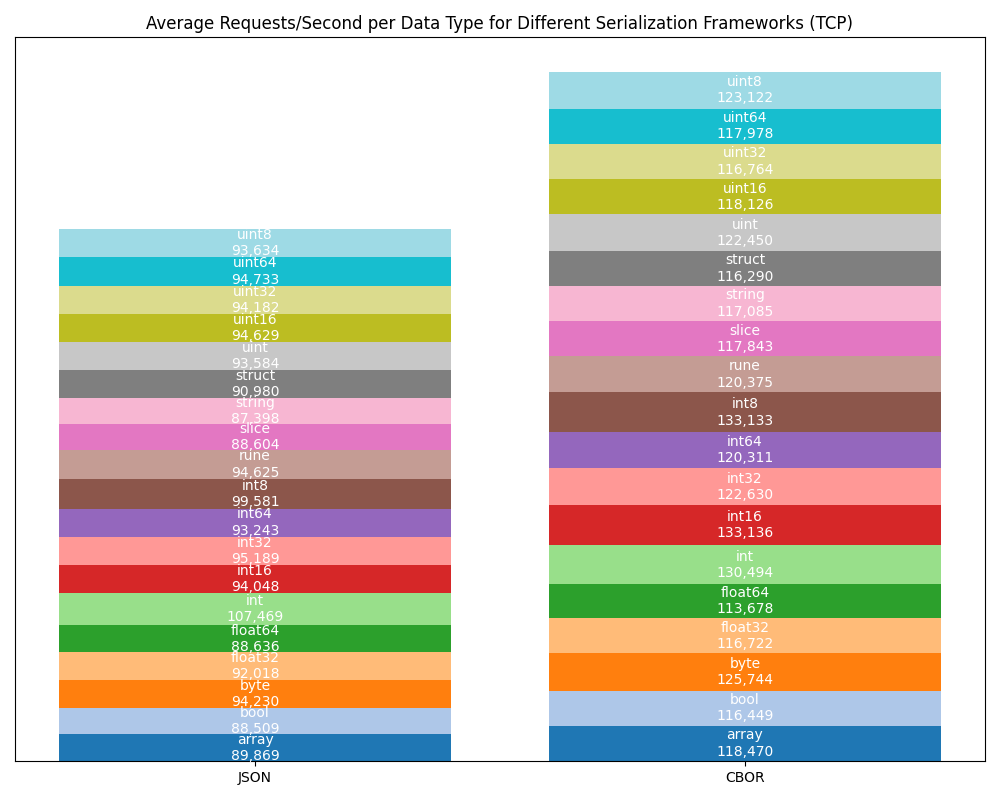 Average Requests/Second per Data Type for Different Serialization Frameworks (TCP)
uint8
93,634
uint64
94,733
uint32
94,182
uint16
94,629
uint
93,584
struct
90,980
string
87,398
slice
88,604
rune
94,625
int8
99,581
int64
93,243
int32
95,189
int16
94,048
int
107,469
float64
88,636
float32
92,018
byte
94,230
bool
88,509
array
89,869
JSON
uint8
123,122
uint64
117,978
uint32
116,764
uint16
118,126
uint
122,450
struct
116,290
string
117,085
slice
117,843
rune
120,375
int8
133,133
int64
120,311
int32
122,630
int16
133,136
int
130,494
float64
113,678
float32
116,722
byte
125,744
bool
116,449
array
118,470
CBOR